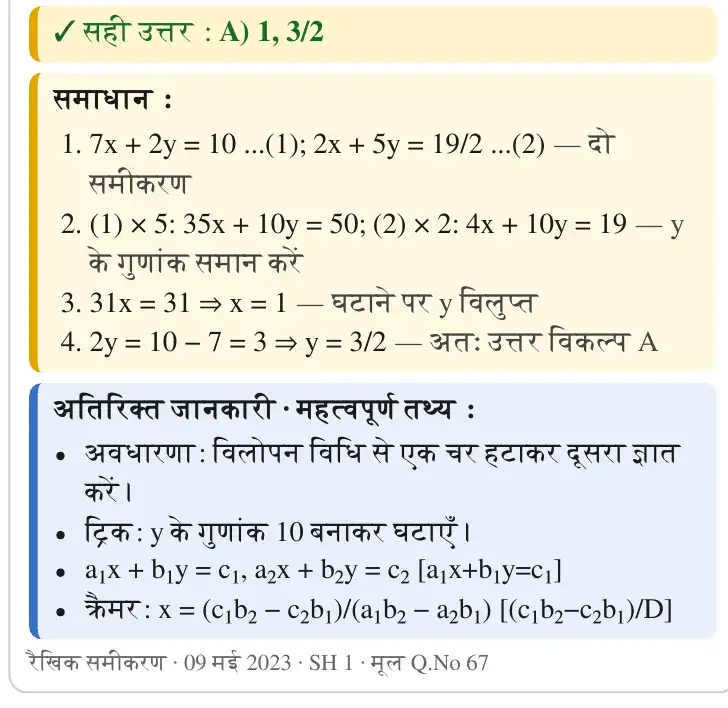 ✓ सही उत्तर : A) 1, 3/2
समाधान :
1. 7x + 2y = 10 ...(1); 2x + 5y = 19/2 ...(2) — दो
समीकरण
2. (1) × 5: 35x + 10y = 50; (2) × 2: 4x + 10y = 19 — y
के गुणांक समान करें
3. 31x = 31 ⇒ x = 1 — घटाने पर y विलुप्त
4. 2y = 10 − 7 = 3 ⇒ y = 3/2 — अतः उत्तर विकल्प A
अतिरिक्त जानकारी · महत्वपूर्ण तथ्य :
• अवधारणा : विलोपन विधि से एक चर हटाकर दूसरा ज्ञात
करें।
• ट्रिक : y के गुणांक 10 बनाकर घटाएँ।
• a₁x + b₁y = c₁, a₂x + b₂y = c₂ [a₁x+b₁y=c₁]
• क्रैमर : x = (c₁b₂ − c₂b₁)/(a₁b₂ − a₂b₁) [(c₁b₂−c₂b₁)/D]
रैखिक समीकरण · 09 मई 2023 · SH 1 · मूल Q.No 67